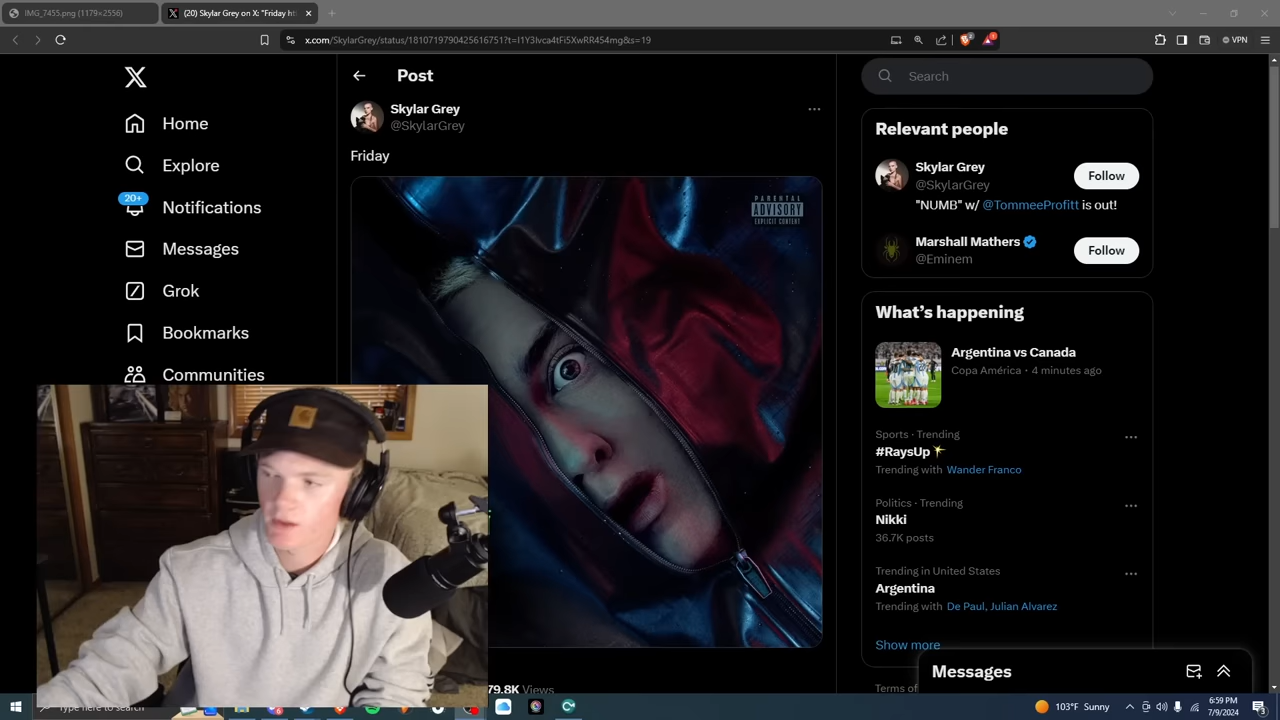 IMG_7455.png (1179×2556)
(20) Skylar Grey on X: "Friday ht
x.com/SkylarGrey/status/1810719790425616751?t=I1Y3Ivca4tFi5XwRR454mg&s=19
VPN
Post
Search
Skylar Grey
@SkylarGrey
Friday
Home
Explore
20+
Notifications
Messages
Grok
Bookmarks
Communities
PARENTAL
ADVISORY
EXPLICIT CONTENT
79.8K Views
Relevant people
Skylar Grey
@SkylarGrey
Follow
"NUMB" w/ @TommeeProfitt is out!
Marshall Mathers
@Eminem
Follow
What's happening
Argentina vs Canada
Copa América · 4 minutes ago
Sports · Trending
#RaysUp
Trending with Wander Franco
Politics · Trending
Nikki
36.7K posts
Trending in United States
Argentina
Trending with De Paul, Julian Alvarez
Show more
Terms of
Messages
Type here to search
103°F Sunny
6:59 PM
7/9/2024